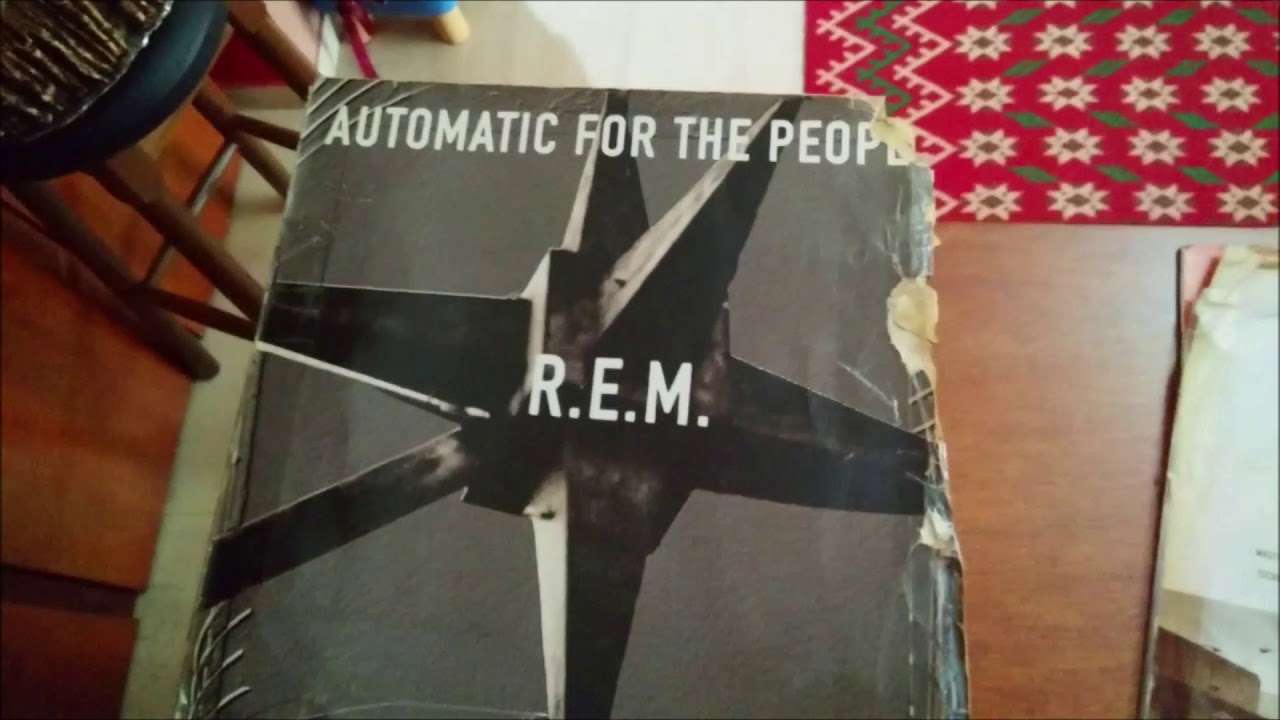 AUTOMATIC FOR THE PEOP
R.E.M.